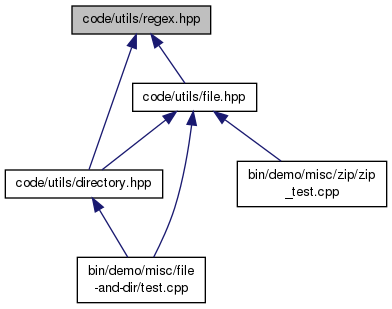 code/utils/regex.hpp
code/utils/file.hpp
code/utils/directory.hpp
bin/demo/misc/zip/zip
_test.cpp
bin/demo/misc/file
-and-dir/test.cpp